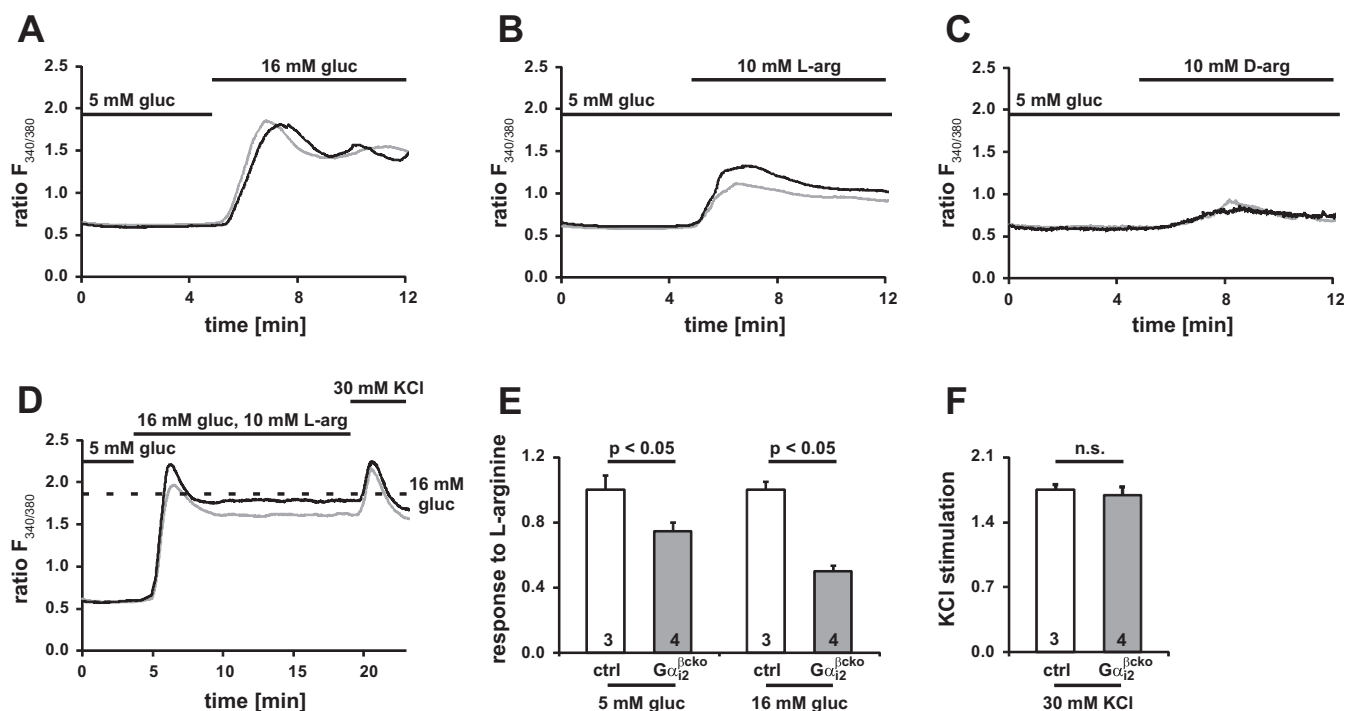 A
16 mM gluc
5 mM gluc
2.5
2.0
1.5
1.0
0.5
0.0
ratio F340/380
0
4
8
12
time [min]
B
10 mM L-arg
5 mM gluc
2.5
2.0
1.5
1.0
0.5
0.0
ratio F340/380
0
4
8
12
time [min]
C
10 mM D-arg
5 mM gluc
2.5
2.0
1.5
1.0
0.5
0.0
ratio F340/380
0
4
8
12
time [min]
D
30 mM KCl
16 mM gluc, 10 mM L-arg
5 mM gluc
16 mM
gluc
2.5
2.0
1.5
1.0
0.5
0.0
ratio F340/380
0
5
10
15
20
time [min]
E
p < 0.05
p < 0.05
1.2
0.8
0.4
0.0
response to L-arginine
3
4
3
4
ctrl
Gαi2βcko
ctrl
Gαi2βcko
5 mM gluc
16 mM gluc
F
n.s.
2.1
1.4
0.7
0.0
KCl stimulation
3
4
ctrl
Gαi2βcko
30 mM KCl